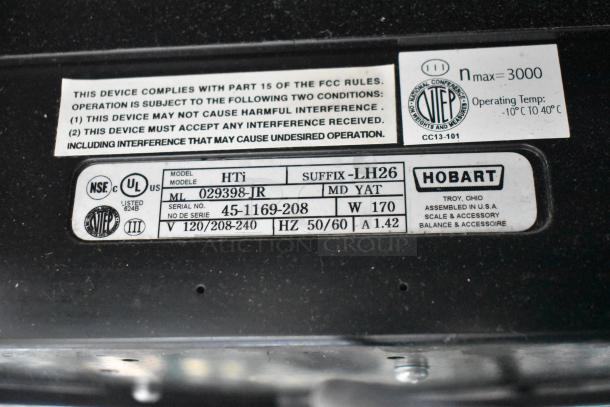 THIS DEVICE COMPLIES WITH PART 15 OF THE FCC RULES.
OPERATION IS SUBJECT TO THE FOLLOWING TWO CONDITIONS:
(1) THIS DEVICE MAY NOT CAUSE HARMFUL INTERFERENCE.
(2) THIS DEVICE MUST ACCEPT ANY INTERFERENCE RECEIVED.
INCLUDING INTERFERENCE THAT MAY CAUSE UNDESIRED OPERATION.
III
n max=3000
NATIONAL CONFERENCE
NTEP
ON WEIGHTS AND MEASURES
CC13-101
Operating Temp:
-10° C TO 40° C
NSF
C UL US
LISTED
624B
NTEP
III
MODEL
MODELE
HTi
SUFFIX -LH26
ML 029398-JR
MD YAT
SERIAL NO.
NO DE SERIE
45-1169-208
W 170
V 120/208-240
HZ 50/60
A 1.42
HOBART
TROY, OHIO
ASSEMBLED IN U.S.A.
SCALE & ACCESSORY
BALANCE & ACCESSOIRE
AUCTION GROUP